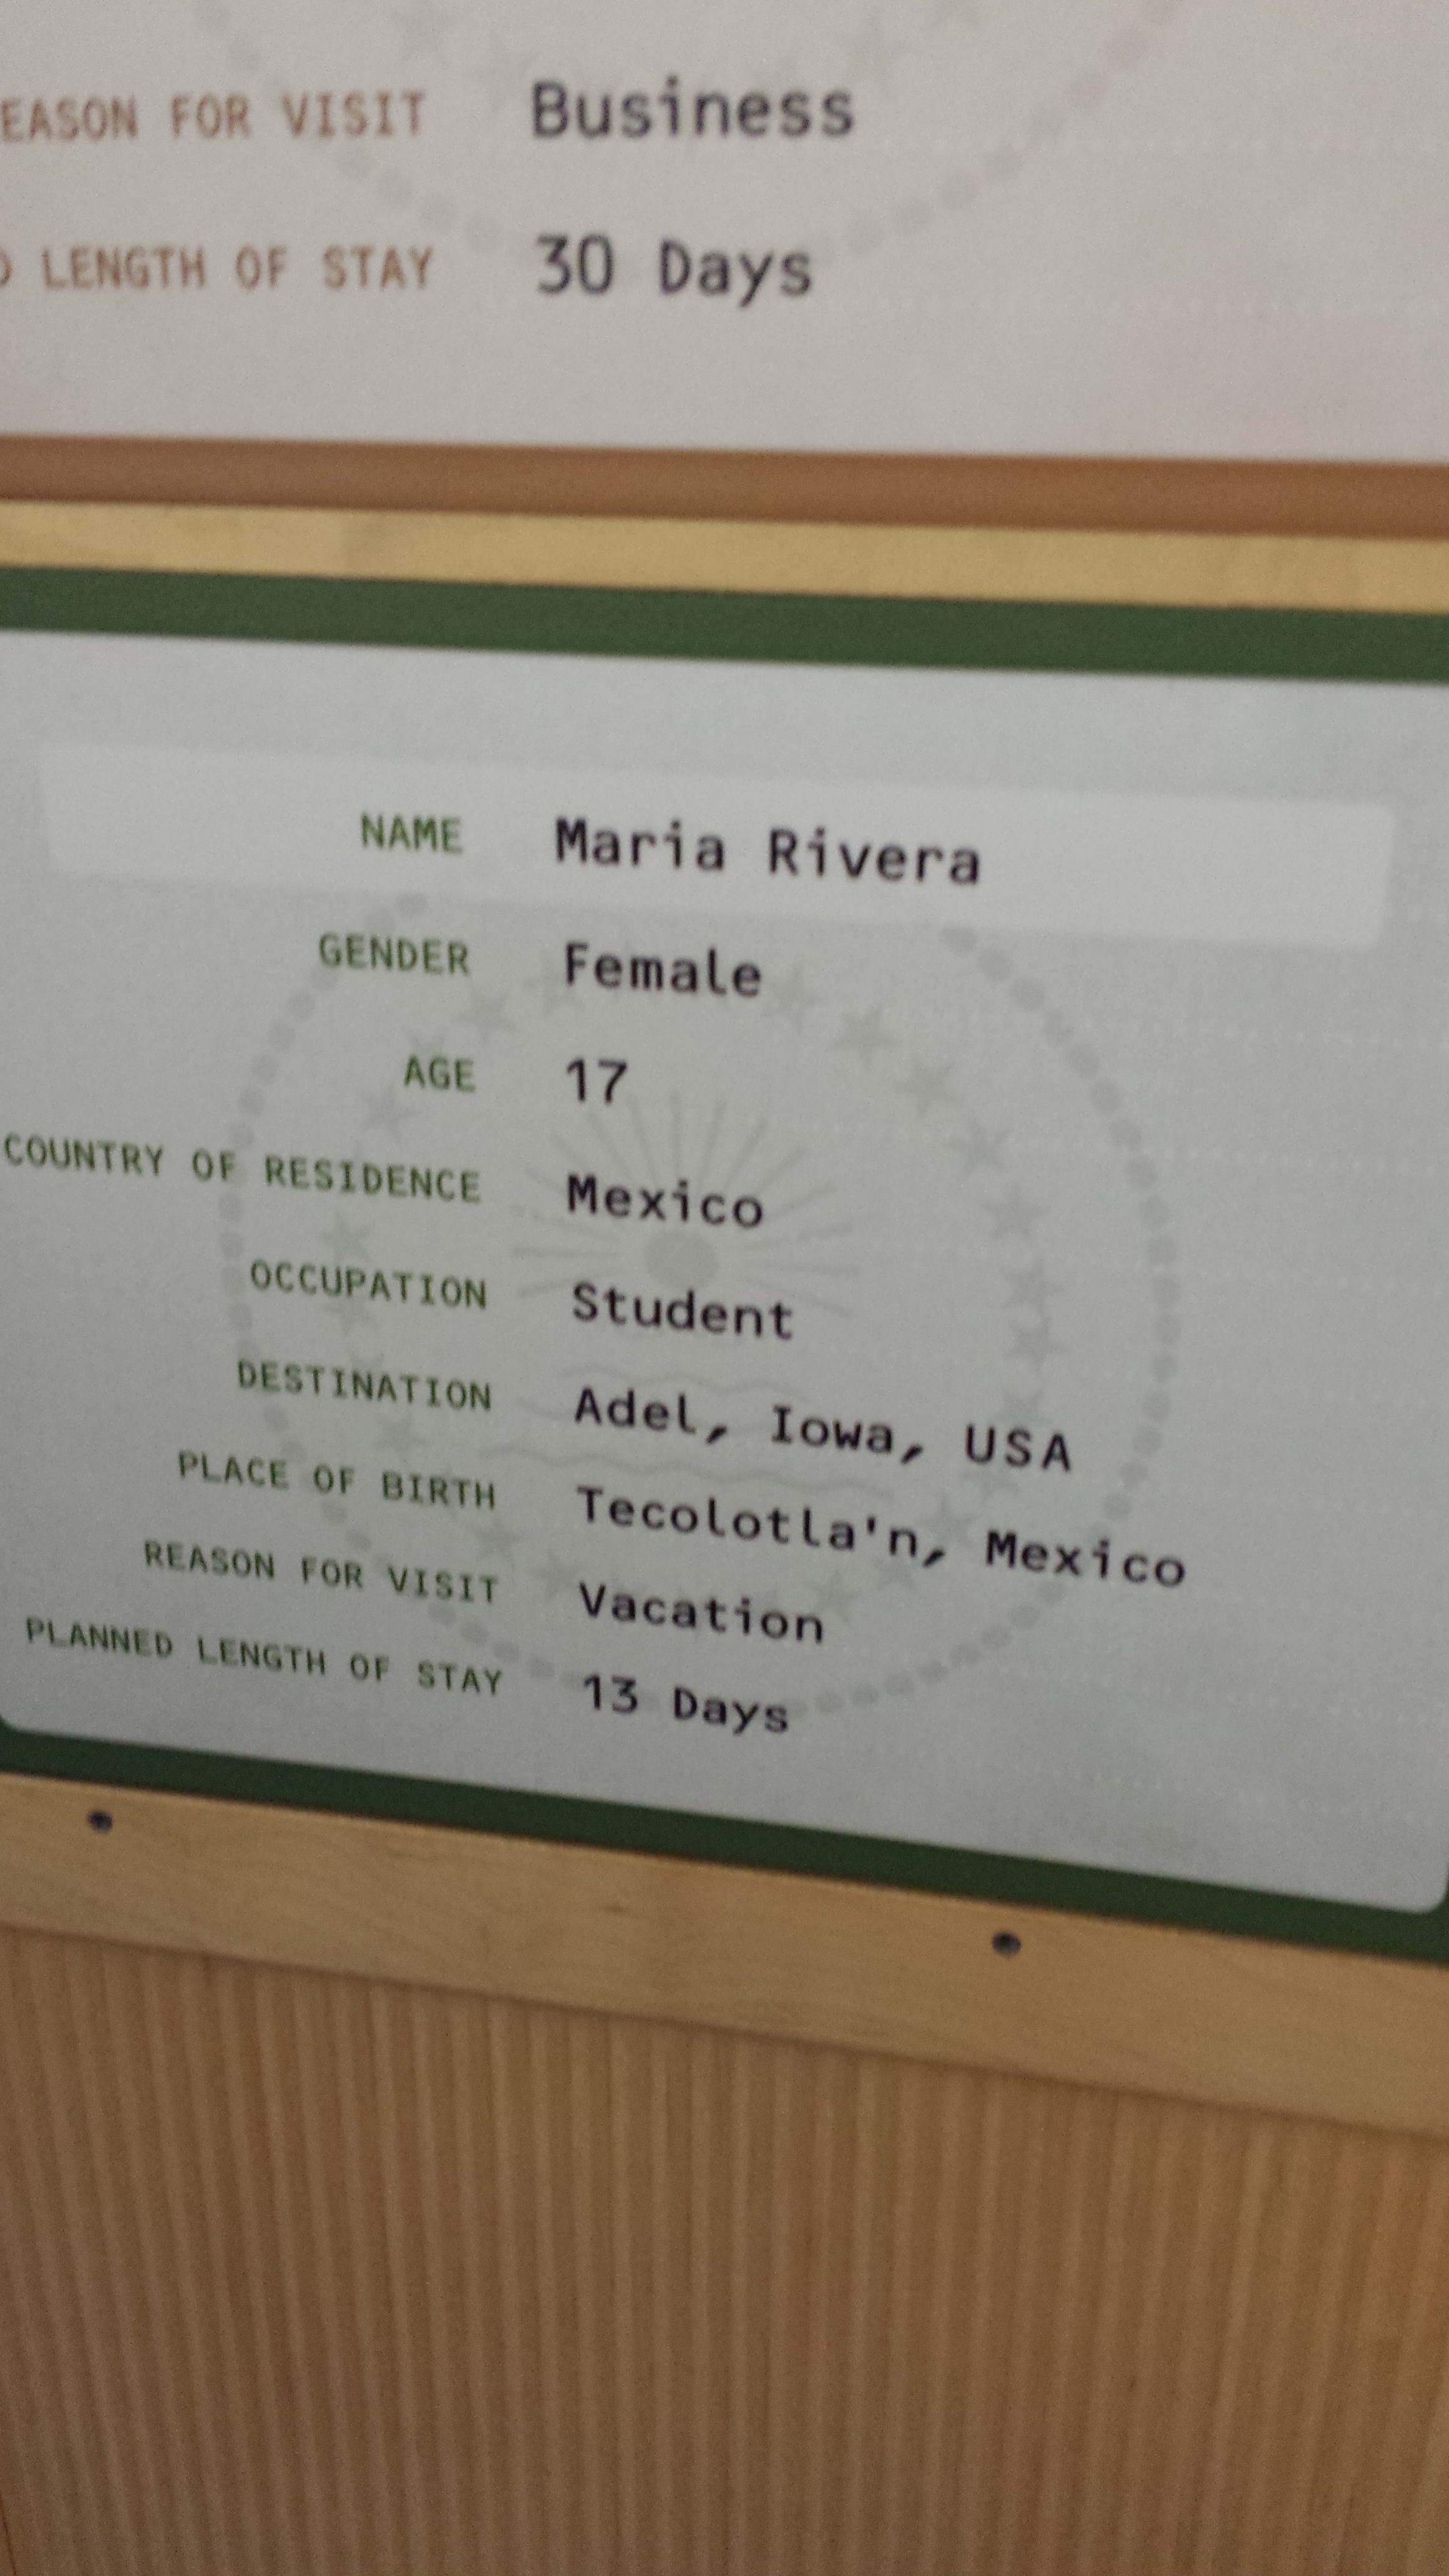 EASON FOR VISIT Business
D LENGTH OF STAY 30 Days
NAME Maria Rivera
GENDER Female
AGE 17
COUNTRY OF RESIDENCE Mexico
OCCUPATION Student
DESTINATION Adel, Iowa, USA
PLACE OF BIRTH Tecolotla'n, Mexico
REASON FOR VISIT Vacation
PLANNED LENGTH OF STAY 13 Days